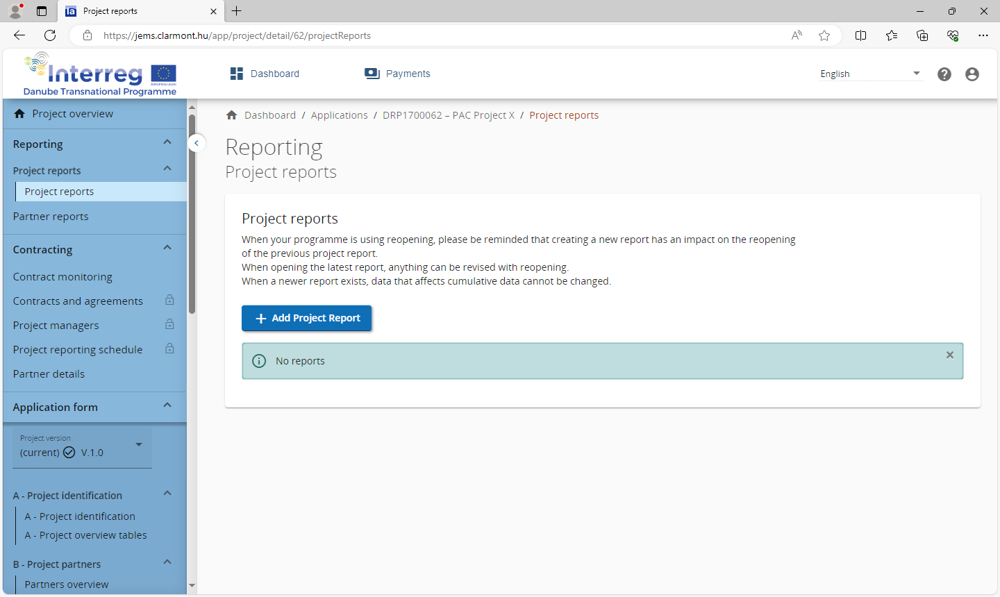 Project reports
https://jems.clarmont.hu/app/project/detail/62/projectReports
Interreg
EUROPEAN UNION
Danube Transnational Programme
Dashboard
Payments
English
Project overview
Reporting
Project reports
Project reports
Partner reports
Contracting
Contract monitoring
Contracts and agreements
Project managers
Project reporting schedule
Partner details
Application form
Project version
(current) V.1.0
A - Project identification
A - Project identification
A - Project overview tables
B - Project partners
Partners overview
Dashboard / Applications / DRP1700062 – PAC Project X / Project reports
Reporting
Project reports
Project reports
When your programme is using reopening, please be reminded that creating a new report has an impact on the reopening
of the previous project report.
When opening the latest report, anything can be revised with reopening.
When a newer report exists, data that affects cumulative data cannot be changed.
Add Project Report
No reports